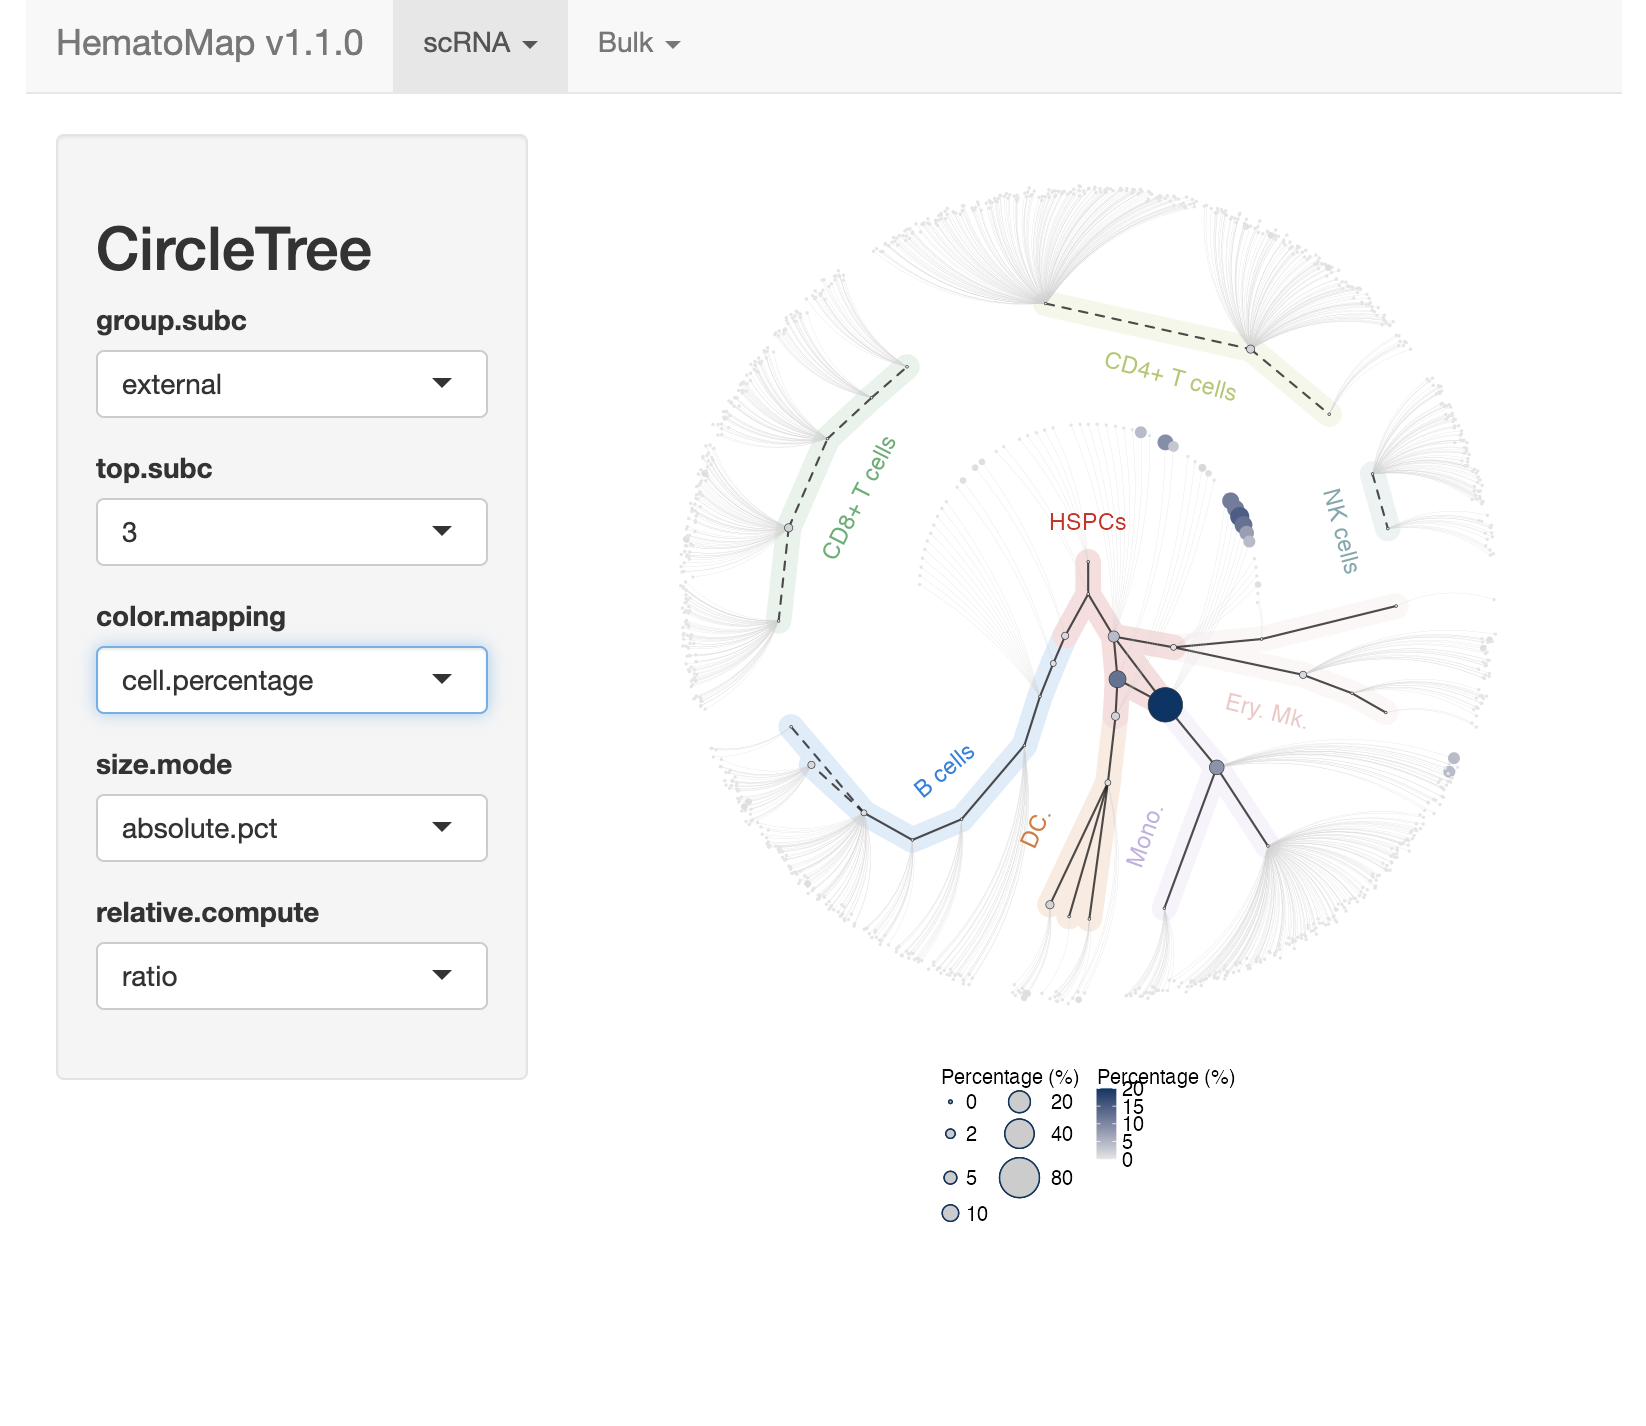 HematoMap v1.1.0 scRNA Bulk
CircleTree
group.subc
external
top.subc
3
color.mapping
cell.percentage
size.mode
absolute.pct
relative.compute
ratio
CD4+ T cells
CD8+ T cells
NK cells
HSPCs
Ery. Mk.
B cells
DC.
Mono.
Percentage (%)
0
2
5
10
20
40
80
Percentage (%)
20
15
10
5
0